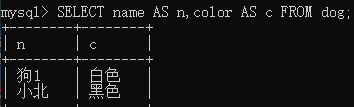 mysql> SELECT name AS n,color AS c FROM dog;
+-------+-------+
| n     | c     |
+-------+-------+
| 狗1   | 白色
| 小北  | 黑色